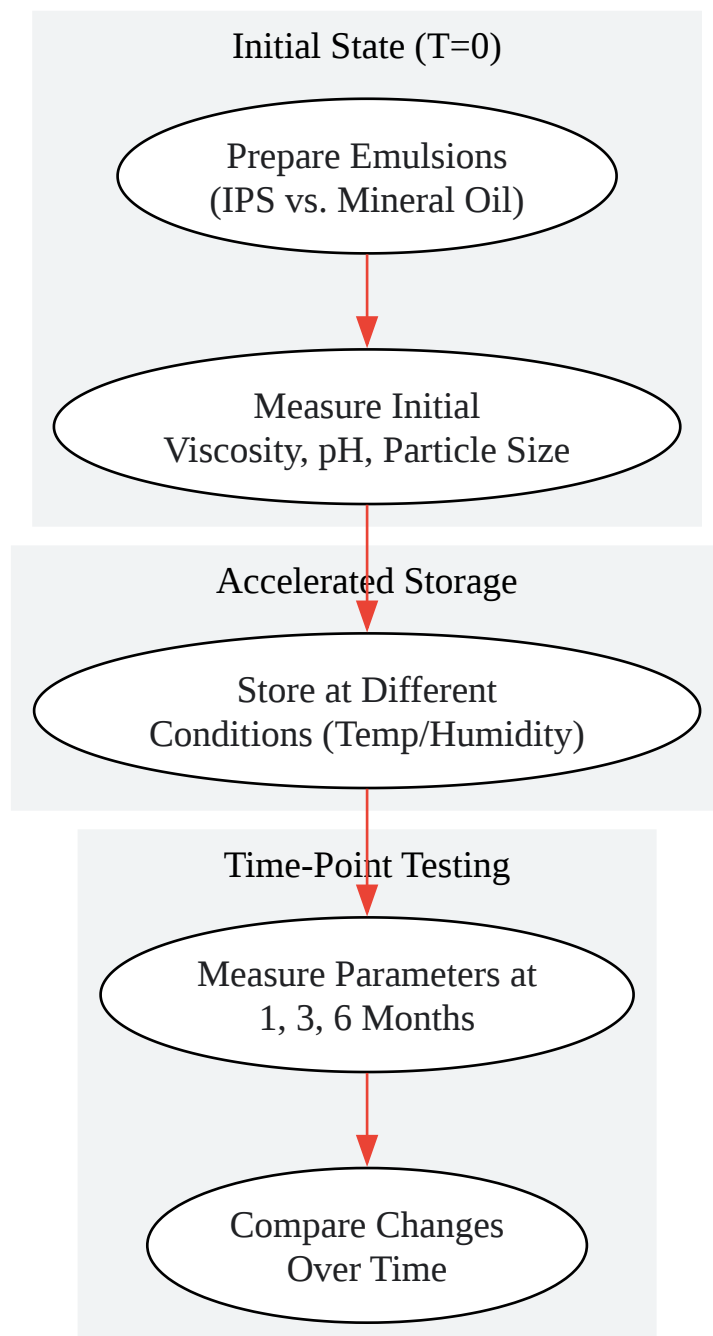 Initial State (T=0)
Prepare Emulsions
(IPS vs. Mineral Oil)
Measure Initial
Viscosity, pH, Particle Size
Accelerated Storage
Store at Different
Conditions (Temp/Humidity)
Time-Point Testing
Measure Parameters at
1, 3, 6 Months
Compare Changes
Over Time